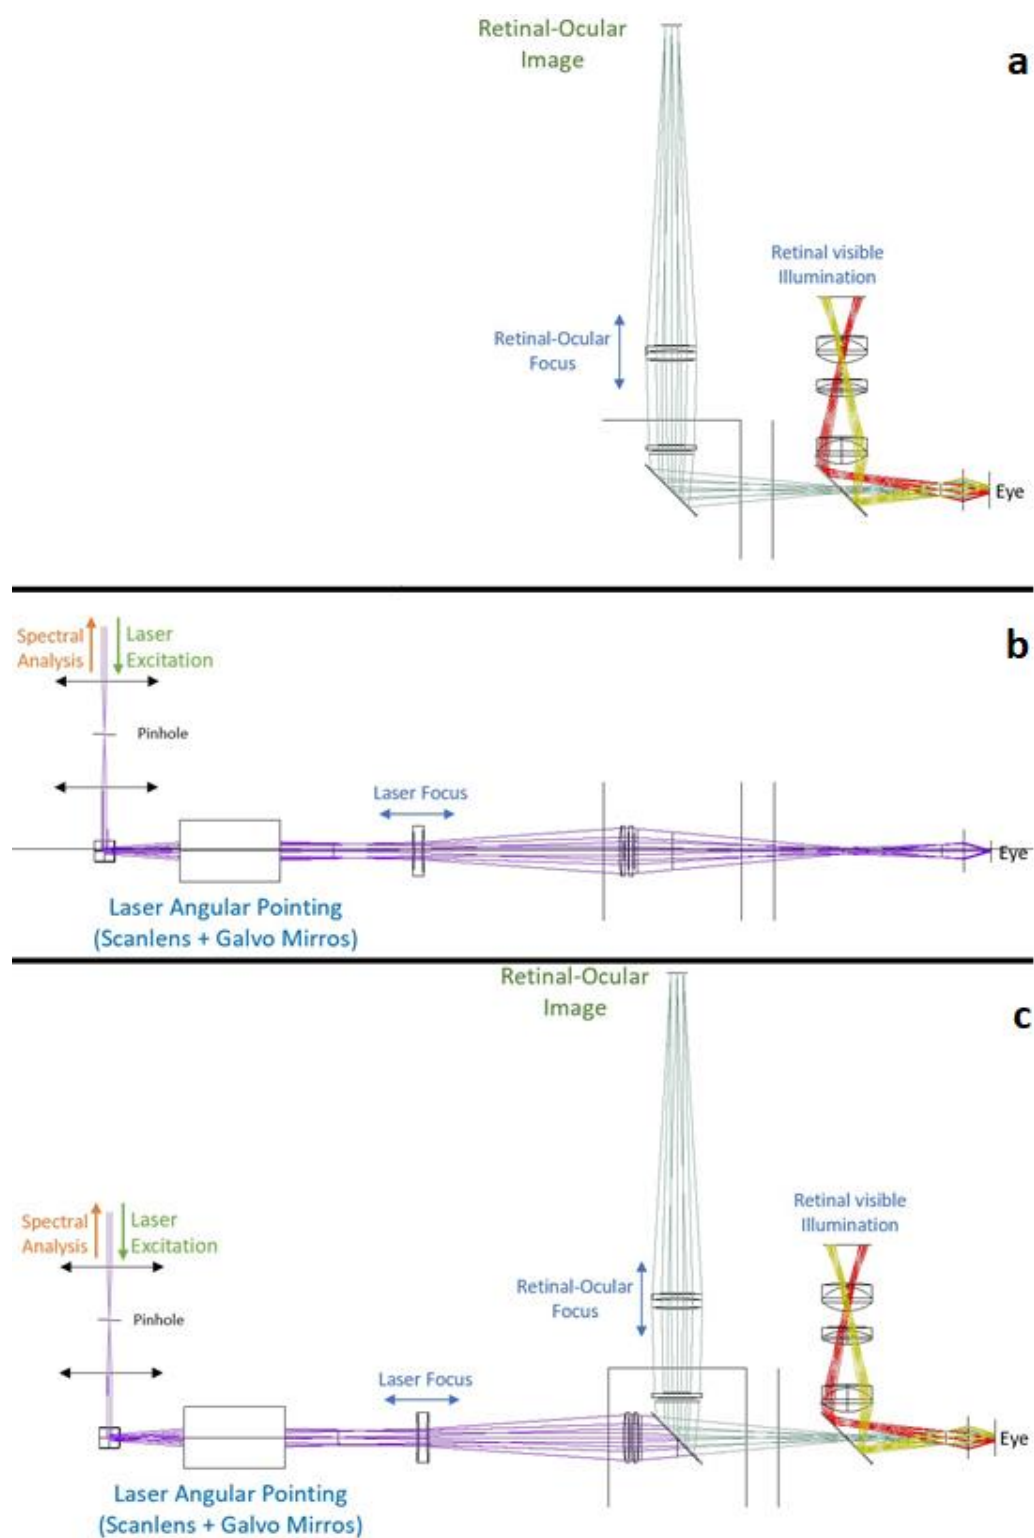 Retinal-Ocular
Image
a
Retinal visible
Illumination
Retinal-Ocular
Focus
Eye
b
Spectral
Analysis
Laser
Excitation
Pinhole
Laser Focus
Eye
Laser Angular Pointing
(Scanlens + Galvo Mirros)
Retinal-Ocular
Image
c
Retinal visible
Illumination
Spectral
Analysis
Laser
Excitation
Retinal-Ocular
Focus
Pinhole
Laser Focus
Eye
Laser Angular Pointing
(Scanlens + Galvo Mirros)